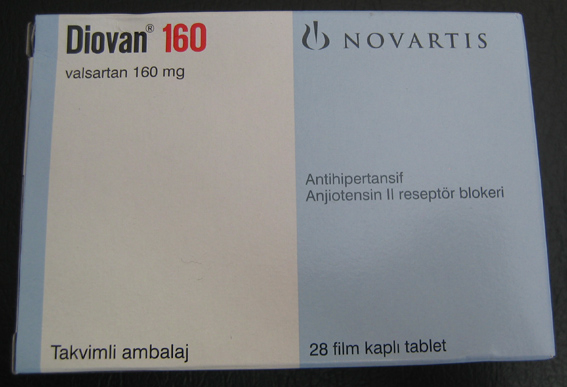 Diovan® 160
valsartan 160 mg
NOVARTIS
Antihipertansif
Anjiotensin II reseptör blokeri
Takvimli ambalaj
28 film kaplı tablet